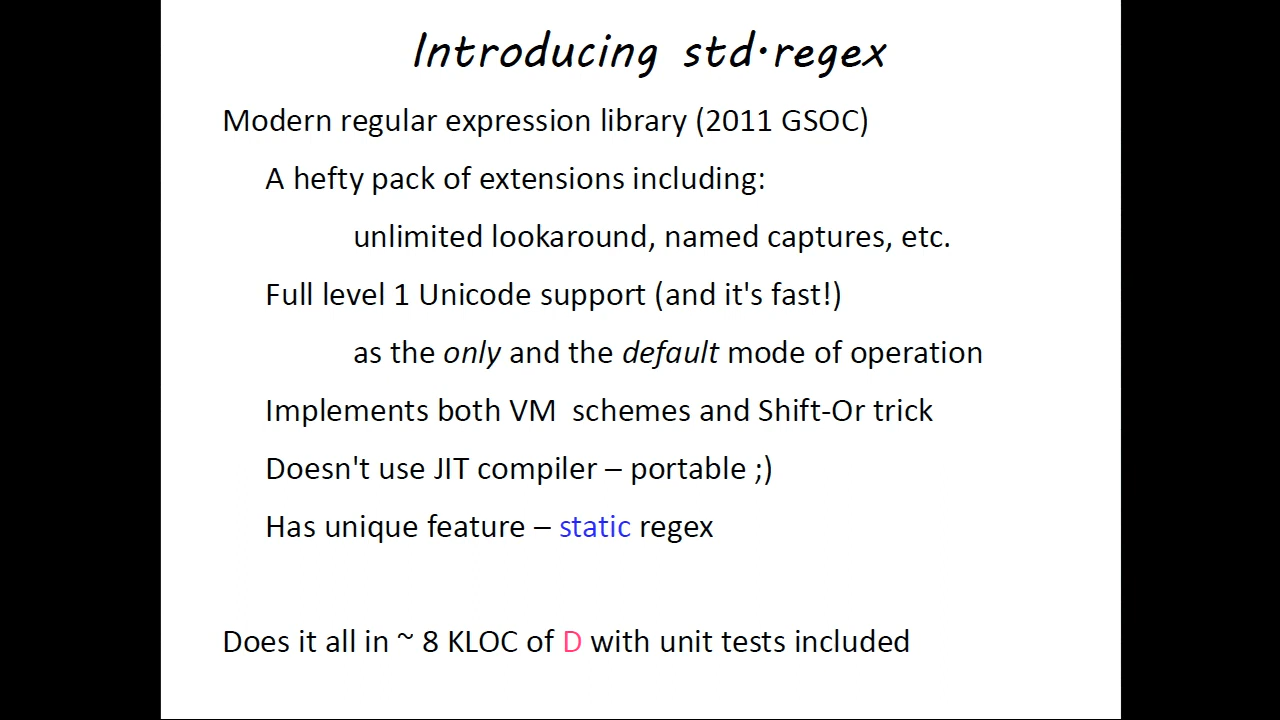 Introducing std.regex
Modern regular expression library (2011 GSOC)
A hefty pack of extensions including:
unlimited lookaround, named captures, etc.
Full level 1 Unicode support (and it's fast!)
as the only and the default mode of operation
Implements both VM  schemes and Shift-Or trick
Doesn't use JIT compiler – portable ;)
Has unique feature – static regex
Does it all in ~ 8 KLOC of D with unit tests included